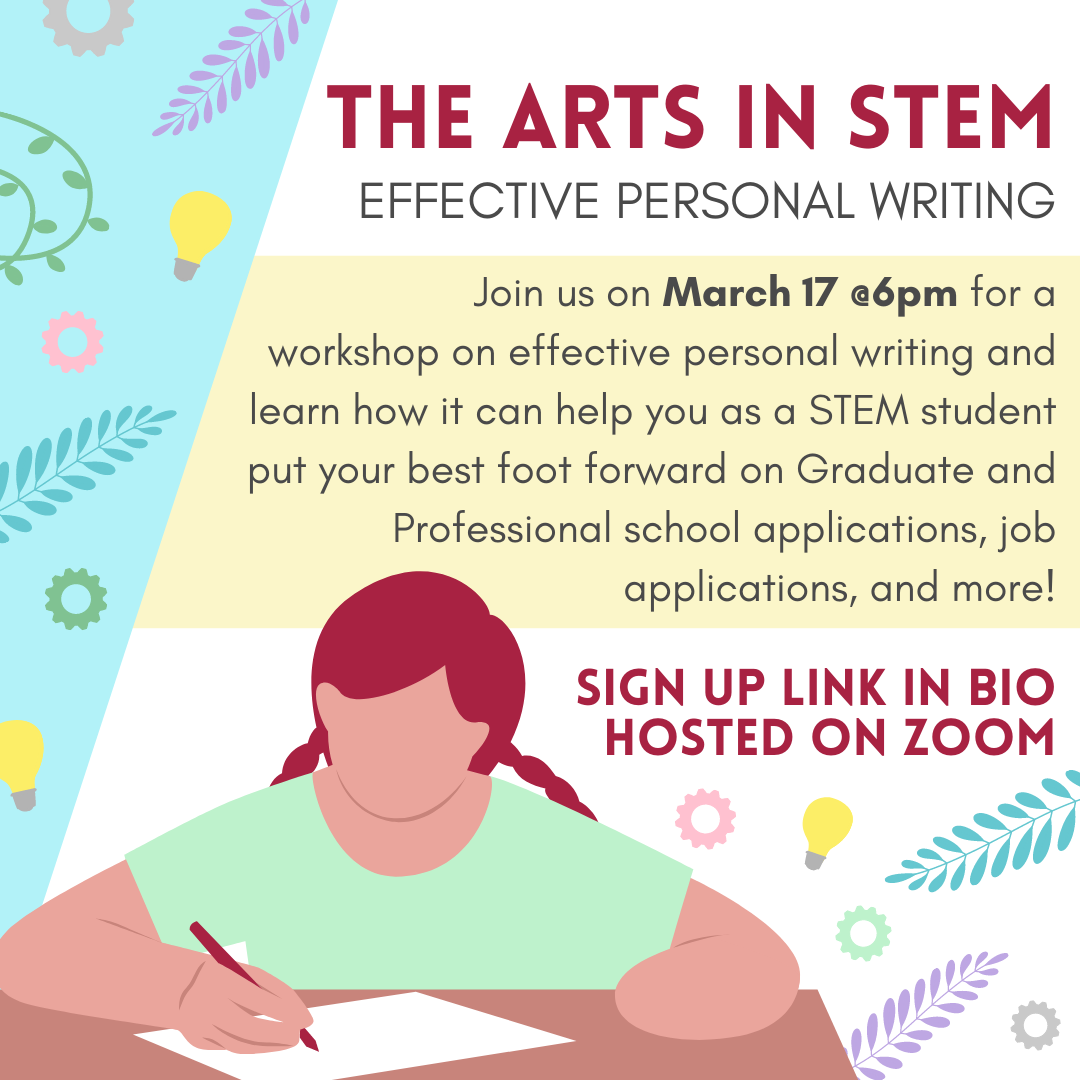 THE ARTS IN STEM
EFFECTIVE PERSONAL WRITING
Join us on March 17 @6pm for a
workshop on effective personal writing and
learn how it can help you as a STEM student
put your best foot forward on Graduate and
Professional school applications, job
applications, and more!
SIGN UP LINK IN BIO
HOSTED ON ZOOM